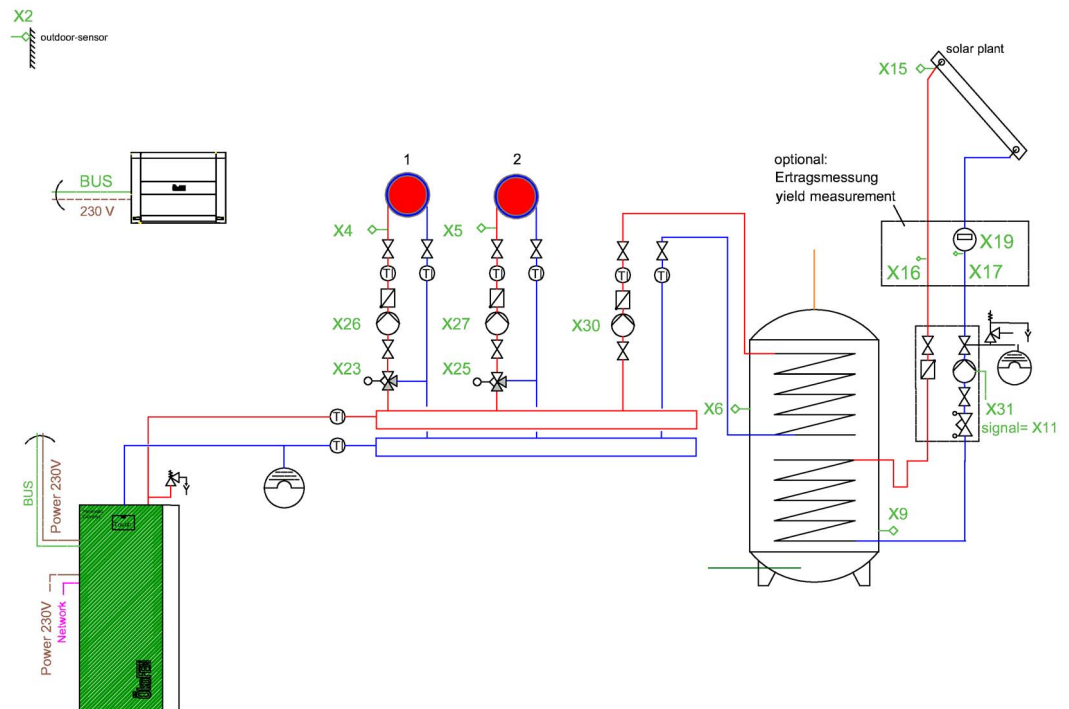 X2
outdoor-sensor
solar plant
X15
optional:
Ertragsmessung
yield measurement
1
2
BUS
230 V
X4
X5
X19
X16
X17
T
T
T
T
T
T
X26
X27
X30
X23
X25
X6
X31
signal= X11
T
T
BUS
Power 230V
X9
Power 230V
Network